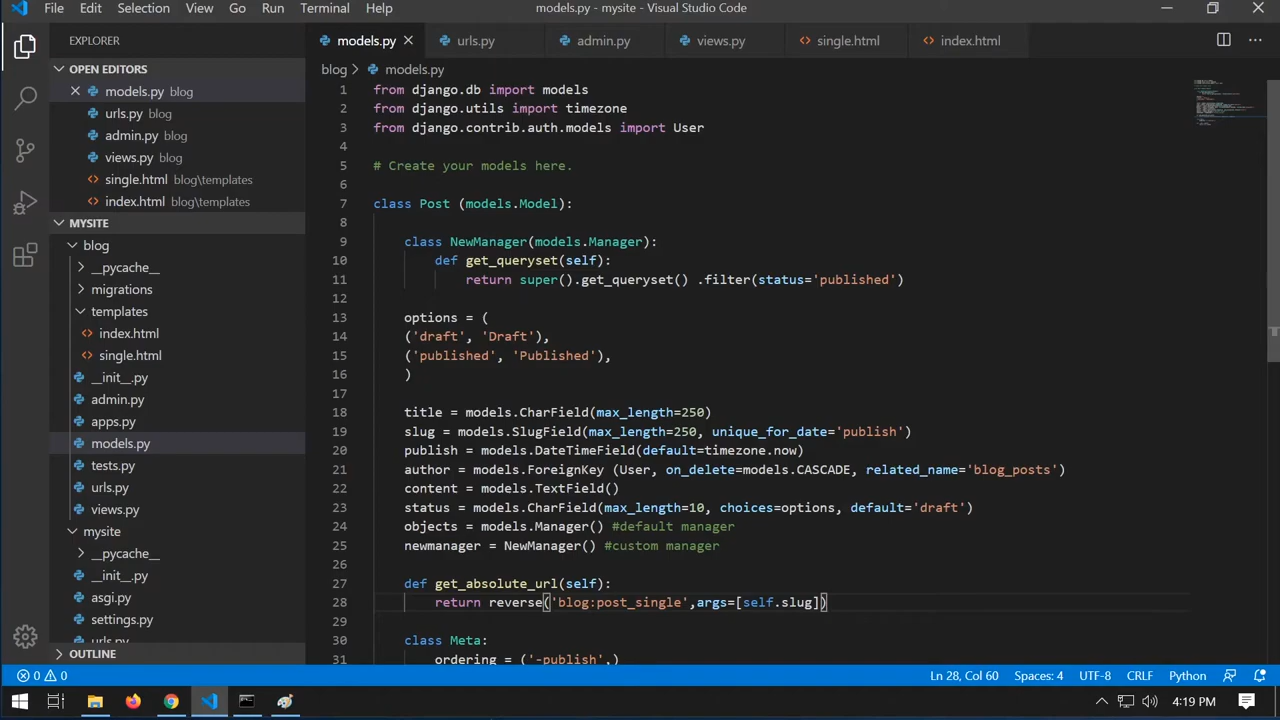 File Edit Selection View Go Run Terminal Help models.py - mysite - Visual Studio Code
EXPLORER
models.py urls.py admin.py views.py single.html index.html
OPEN EDITORS
models.py blog
urls.py blog
admin.py blog
views.py blog
single.html blog\templates
index.html blog\templates
MYSITE
blog
__pycache__
migrations
templates
index.html
single.html
__init__.py
admin.py
apps.py
models.py
tests.py
urls.py
views.py
mysite
__pycache__
__init__.py
asgi.py
settings.py
urls.py
OUTLINE
blog models.py
1 from django.db import models
2 from django.utils import timezone
3 from django.contrib.auth.models import User
4
5 # Create your models here.
6
7 class Post (models.Model):
8
9 class NewManager(models.Manager):
10 def get_queryset(self):
11 return super().get_queryset() .filter(status='published')
12
13 options = (
14 ('draft', 'Draft'),
15 ('published', 'Published'),
16 )
17
18 title = models.CharField(max_length=250)
19 slug = models.SlugField(max_length=250, unique_for_date='publish')
20 publish = models.DateTimeField(default=timezone.now)
21 author = models.ForeignKey (User, on_delete=models.CASCADE, related_name='blog_posts')
22 content = models.TextField()
23 status = models.CharField(max_length=10, choices=options, default='draft')
24 objects = models.Manager() #default manager
25 newmanager = NewManager() #custom manager
26
27 def get_absolute_url(self):
28 return reverse('blog:post_single',args=[self.slug])
29
30 class Meta:
31 ordering = ('-publish',)
0 0 Ln 28, Col 60 Spaces: 4 UTF-8 CRLF Python
4:19 PM